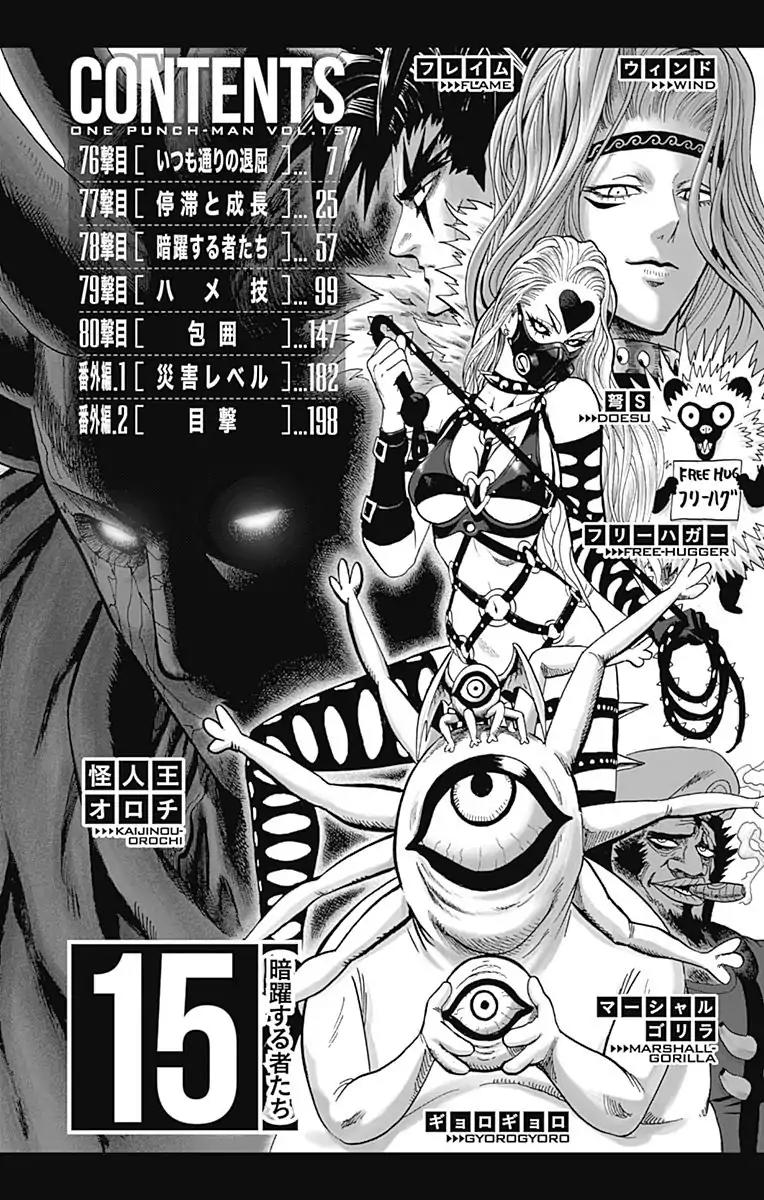 CONTENTS
ONE PUNCH-MAN VOL.15
76撃目[いつも通りの退屈]...7
77撃目[停滞と成長]...25
78撃目[暗躍する者たち]...57
79撃目[ハメ技]...99
80撃目[包囲]...147
番外編.1[災害レベル]...182
番外編.2[目撃]...198
フレイム
FLAME
ウィンド
WIND
弩S
DOESU
FREE HUG
フリーハグ
フリーハガー
FREE-HUGGER
怪人王
オロチ
KAIJINOU-
OROCHI
マーシャル
ゴリラ
MARSHALL-
GORILLA
ギョロギョロ
GYOROGYORO
15
暗躍する者たち